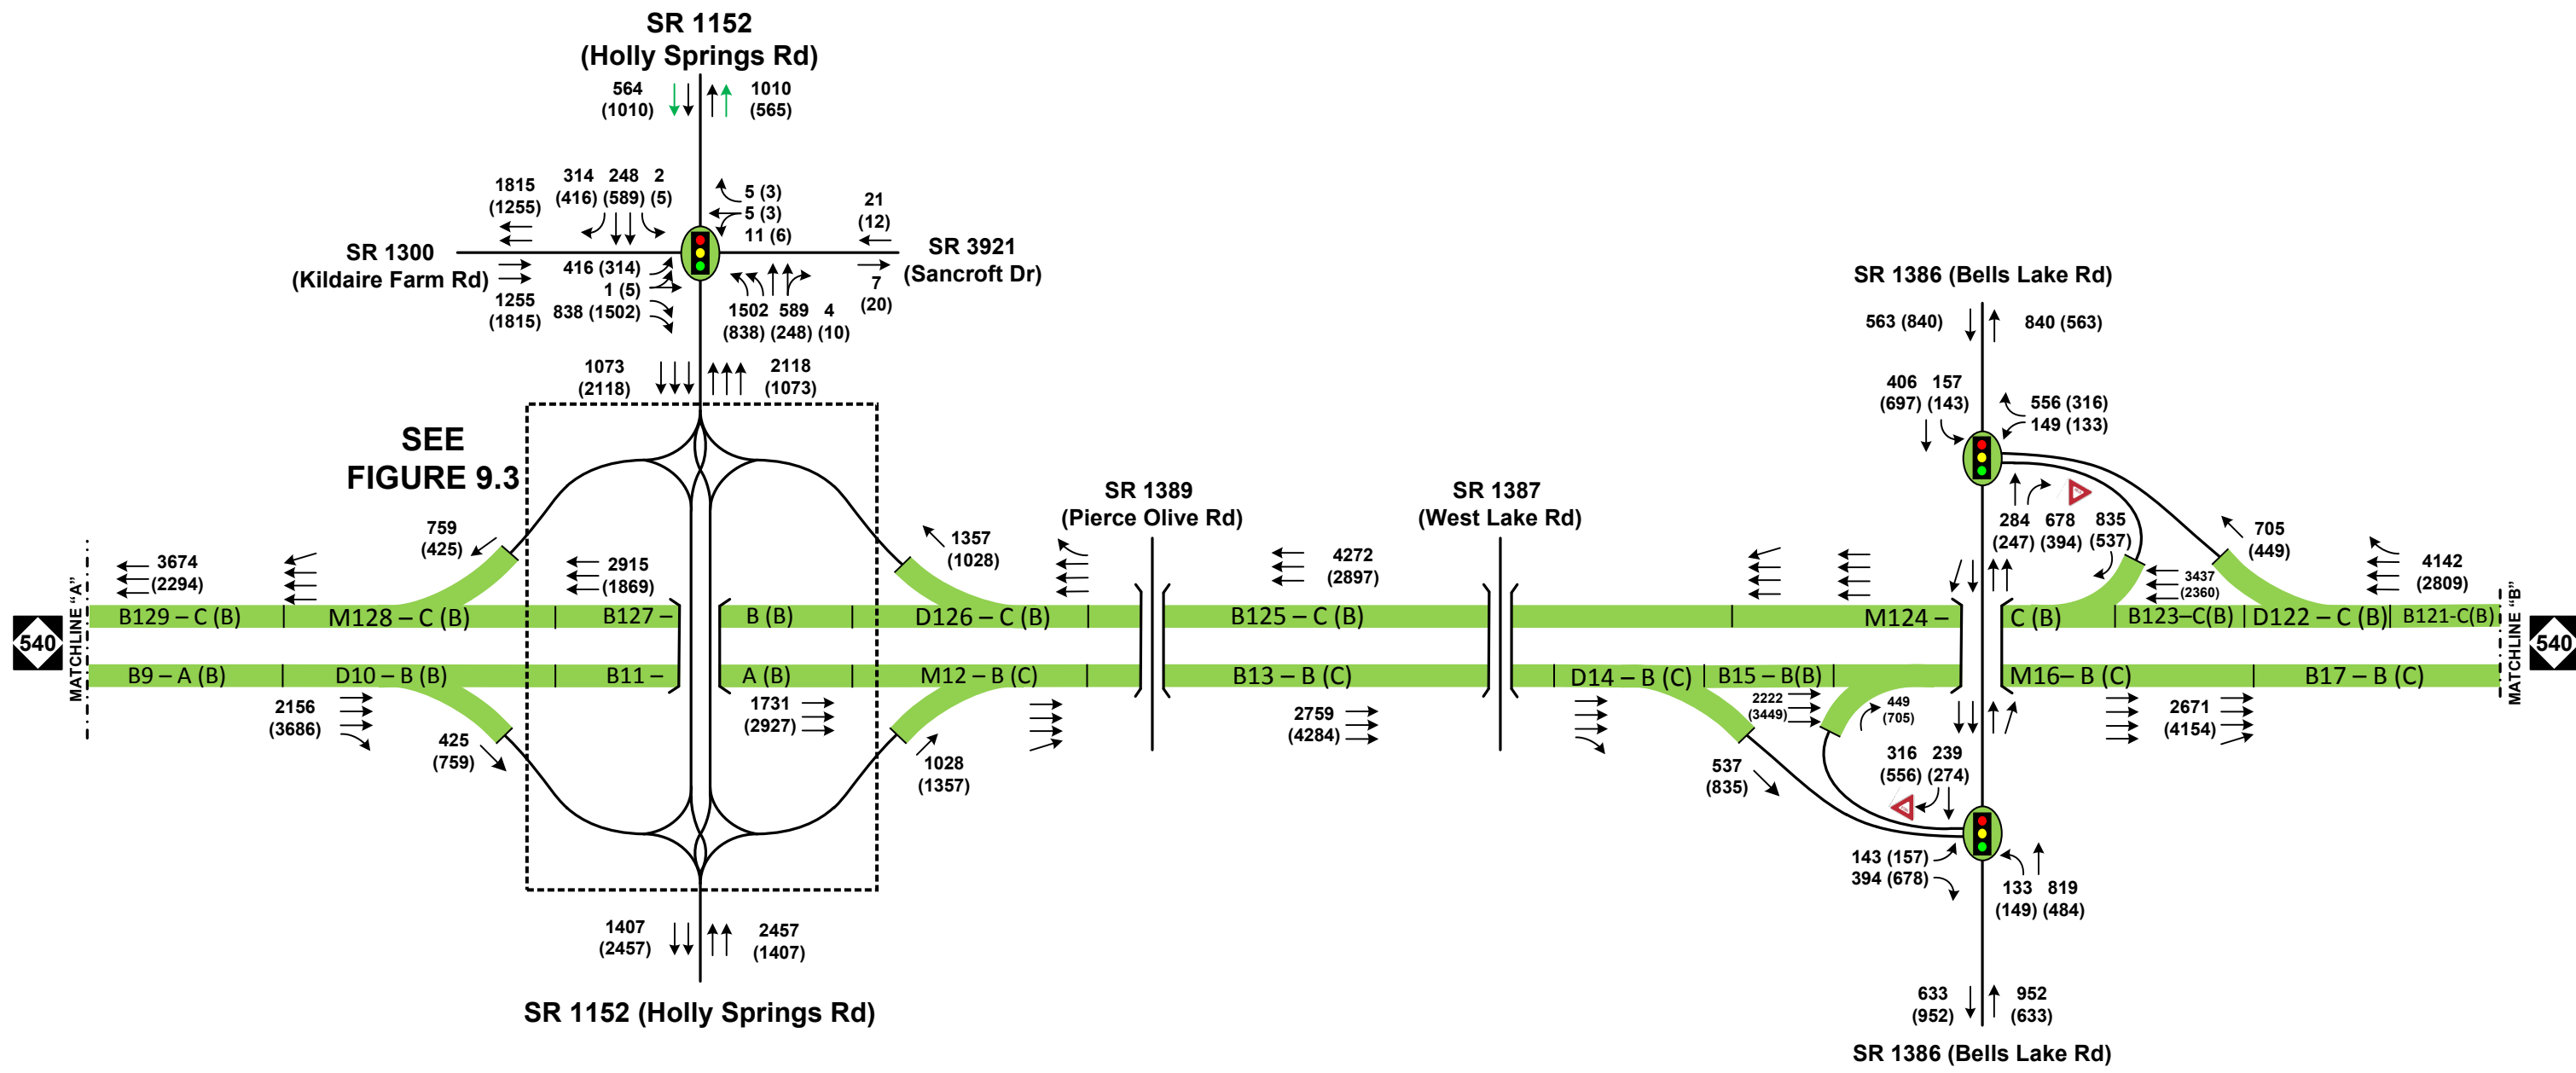 SR 1152
(Holly Springs Rd)
564
(1010)
1010
(565)
1815
(1255)
314 248 2
(416) (589) (5)
5 (3)
5 (3)
11 (6)
21
(12)
SR 1300
(Kildaire Farm Rd)
SR 3921
(Sancroft Dr)
1255
(1815)
416 (314)
1 (5)
838 (1502)
1502 589 4
(838) (248) (10)
7
(20)
1073
(2118)
2118
(1073)
SEE
FIGURE 9.3
759
(425)
1357
(1028)
SR 1389
(Pierce Olive Rd)
SR 1387
(West Lake Rd)
SR 1386 (Bells Lake Rd)
563 (840)
840 (563)
406 157
(697) (143)
556 (316)
149 (133)
284 678 835
(247) (394) (537)
705
(449)
540
MATCHLINE "A"
3674
(2294)
2915
(1869)
4272
(2897)
3437
(2360)
4142
(2809)
MATCHLINE "B"
540
B129 – C (B)
M128 – C (B)
B127 –
B (B)
D126 – C (B)
B125 – C (B)
M124 –
C (B)
B123–C(B)
D122 – C (B)
B121-C(B)
B9 – A (B)
D10 – B (B)
B11 –
A (B)
M12 – B (C)
B13 – B (C)
D14 – B (C)
B15 – B(B)
M16– B (C)
B17 – B (C)
2156
(3686)
425
(759)
1731
(2927)
1028
(1357)
2759
(4284)
2222
(3449)
449
(705)
2671
(4154)
537
(835)
316 239
(556) (274)
143 (157)
394 (678)
133 819
(149) (484)
1407
(2457)
2457
(1407)
SR 1152 (Holly Springs Rd)
633
(952)
952
(633)
SR 1386 (Bells Lake Rd)